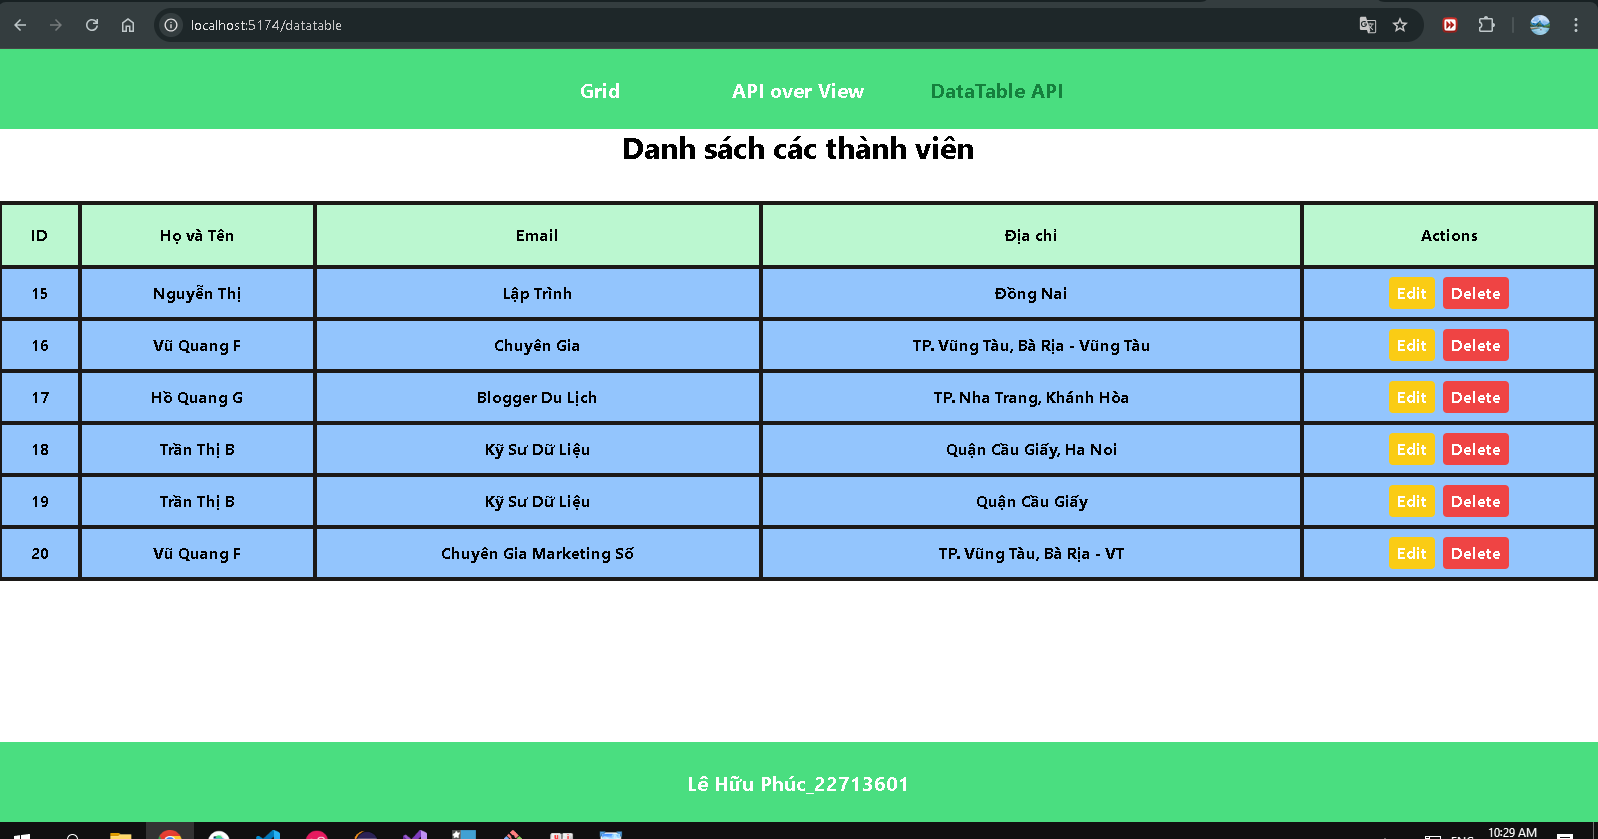 localhost:5174/datatable
Grid API over View DataTable API
Danh sách các thành viên
ID Họ và Tên Email Địa chỉ Actions
15 Nguyễn Thị Lập Trình Đồng Nai Edit Delete
16 Vũ Quang F Chuyên Gia TP. Vũng Tàu, Bà Rịa - Vũng Tàu Edit Delete
17 Hồ Quang G Blogger Du Lịch TP. Nha Trang, Khánh Hòa Edit Delete
18 Trần Thị B Kỹ Sư Dữ Liệu Quận Cầu Giấy, Ha Noi Edit Delete
19 Trần Thị B Kỹ Sư Dữ Liệu Quận Cầu Giấy Edit Delete
20 Vũ Quang F Chuyên Gia Marketing Số TP. Vũng Tàu, Bà Rịa - VT Edit Delete
Lê Hữu Phúc_22713601
10:29 AM